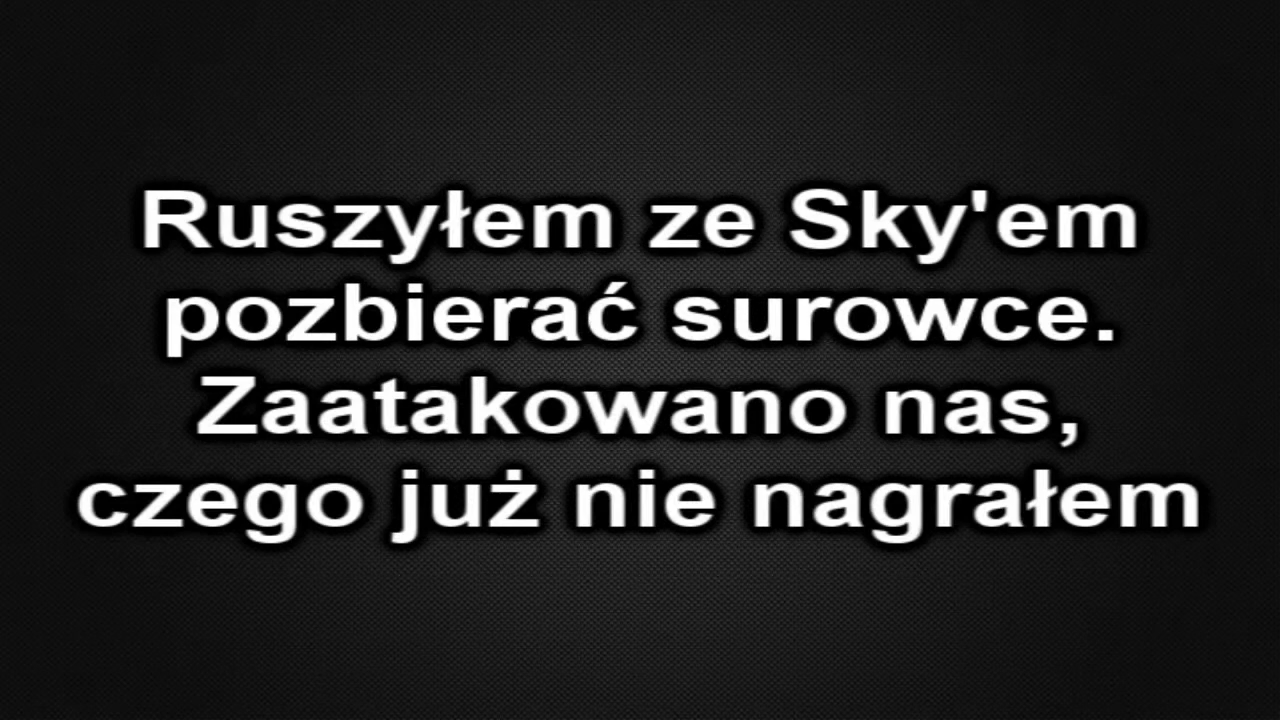 Ruszyłem ze Sky'em
pozbierać surowce.
Zaatakowano nas,
czego już nie nagrałem